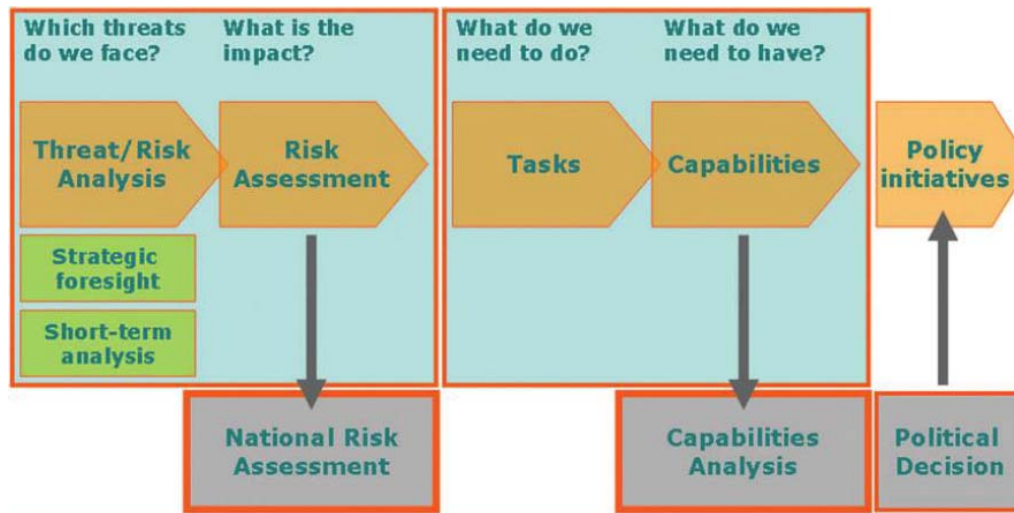 Which threats
do we face?
What is the
impact?
What do we
need to do?
What do we
need to have?
Threat/Risk
Analysis
Risk
Assessment
Tasks
Capabilities
Policy
initiatives
Strategic
foresight
Short-term
analysis
National Risk
Assessment
Capabilities
Analysis
Political
Decision